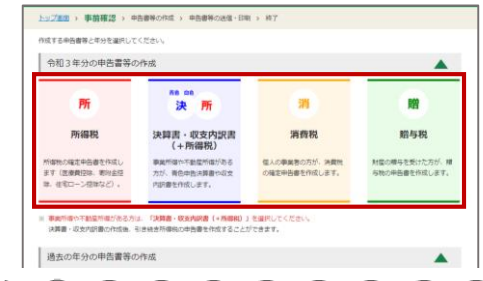 トップ画面 › 事前確認 › 申告書等の作成 › 申告書等の送信・印刷 › 終了
作成する申告書等と年分を選択してください。
令和3年分の申告書等の作成
所
所得税
所得税の確定申告書を作成し
ます（医療費控除、寄附金控
除、住宅ローン控除など）。
青色 白色
決 所
決算書・収支内訳書
（+所得税）
事業所得や不動産所得がある
方が、青色申告決算書や収支
内訳書を作成します。
消
消費税
個人の事業者の方が、消費税
の確定申告書を作成します。
贈
贈与税
財産の贈与を受けた方が、贈
与税の申告書を作成します。
※ 事業所得や不動産所得がある方は、「決算書・収支内訳書（+所得税）」を選択してください。
決算書・収支内訳書の作成後、引き続き所得税の申告書を作成することができます。
過去の年分の申告書等の作成